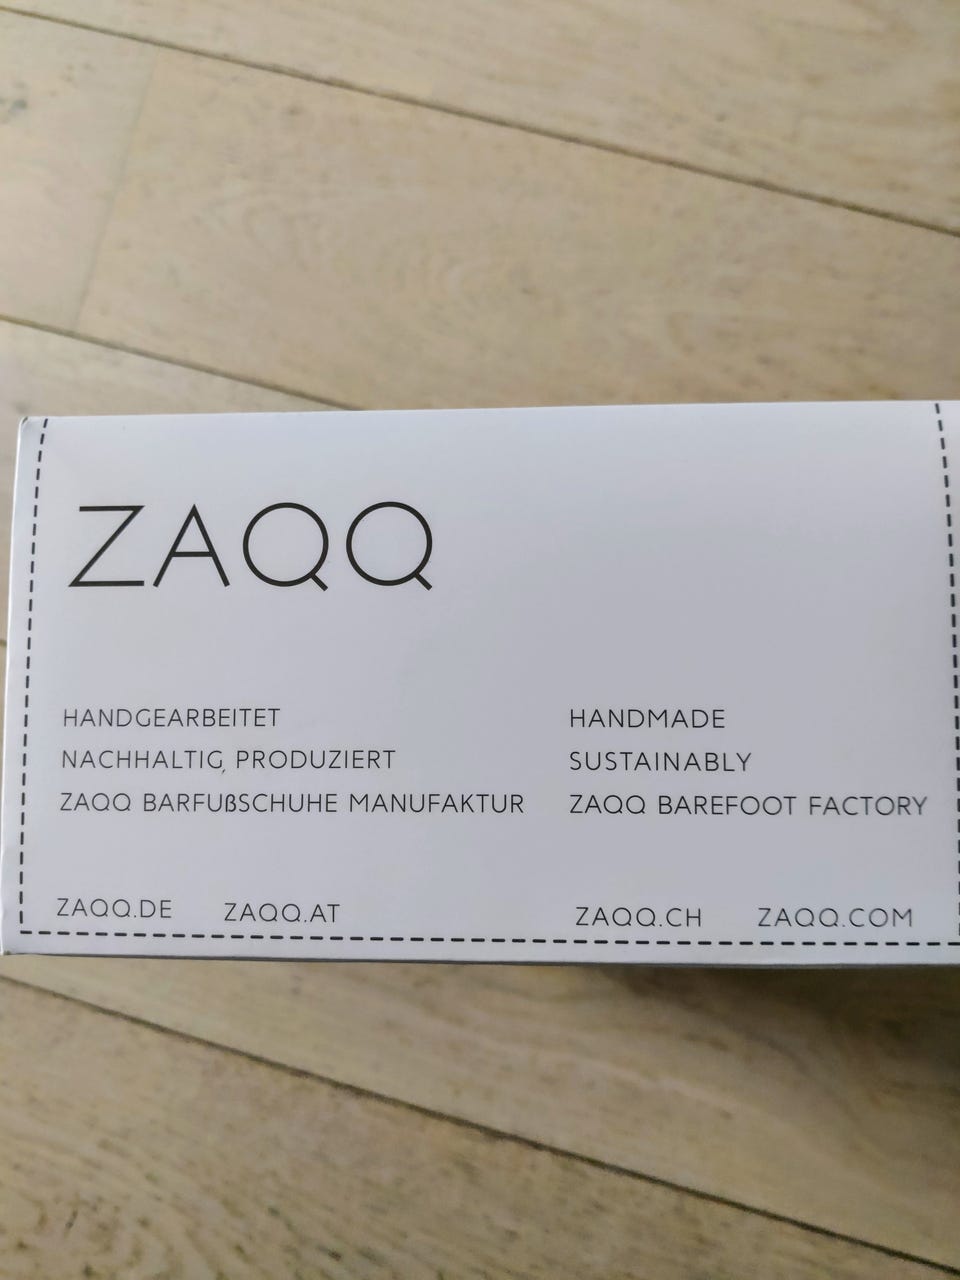 ZAQQ
HANDGEARBEITET
NACHHALTIG, PRODUZIERT
ZAQQ BARFUßSCHUHE MANUFAKTUR
HANDMADE
SUSTAINABLY
ZAQQ BAREFOOT FACTORY
ZAQQ.DE ZAQQ.AT ZAQQ.CH ZAQQ.COM